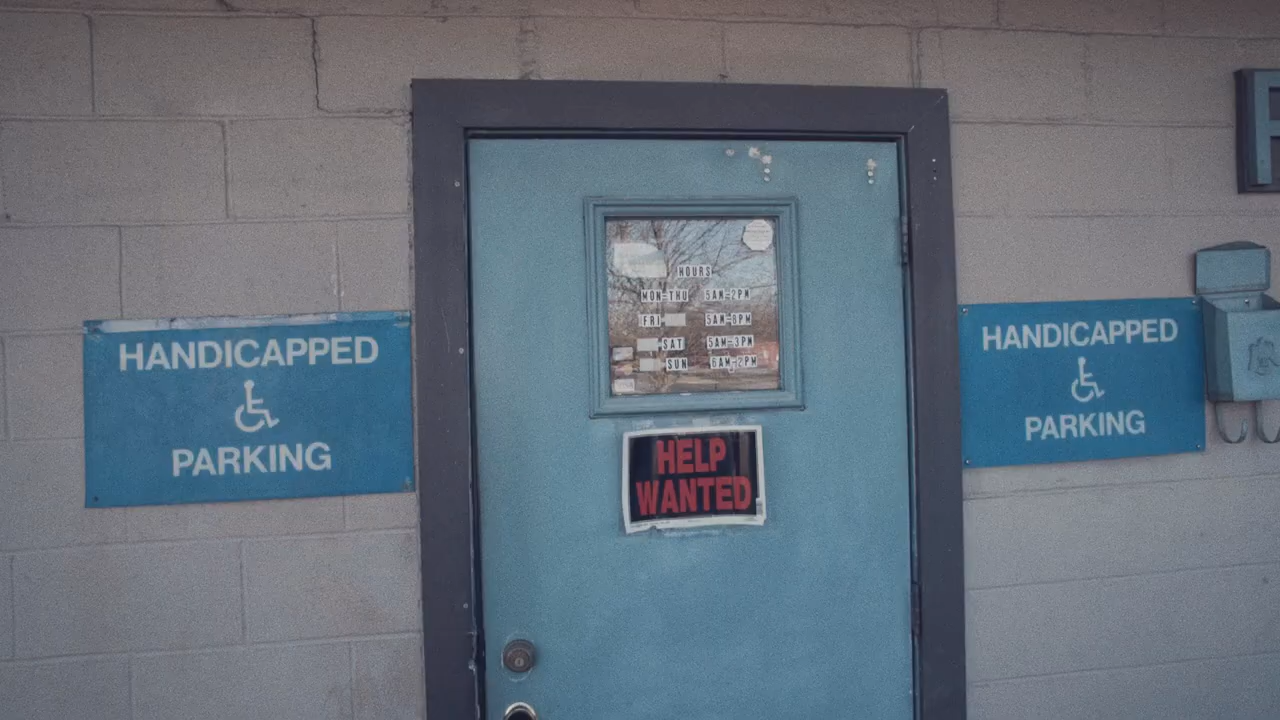 HANDICAPPED
PARKING
HOURS
MON-THU 5AM-2PM
FRI 5AM-8PM
SAT 5AM-3PM
SUN 6AM-2PM
HELP
WANTED
HANDICAPPED
PARKING